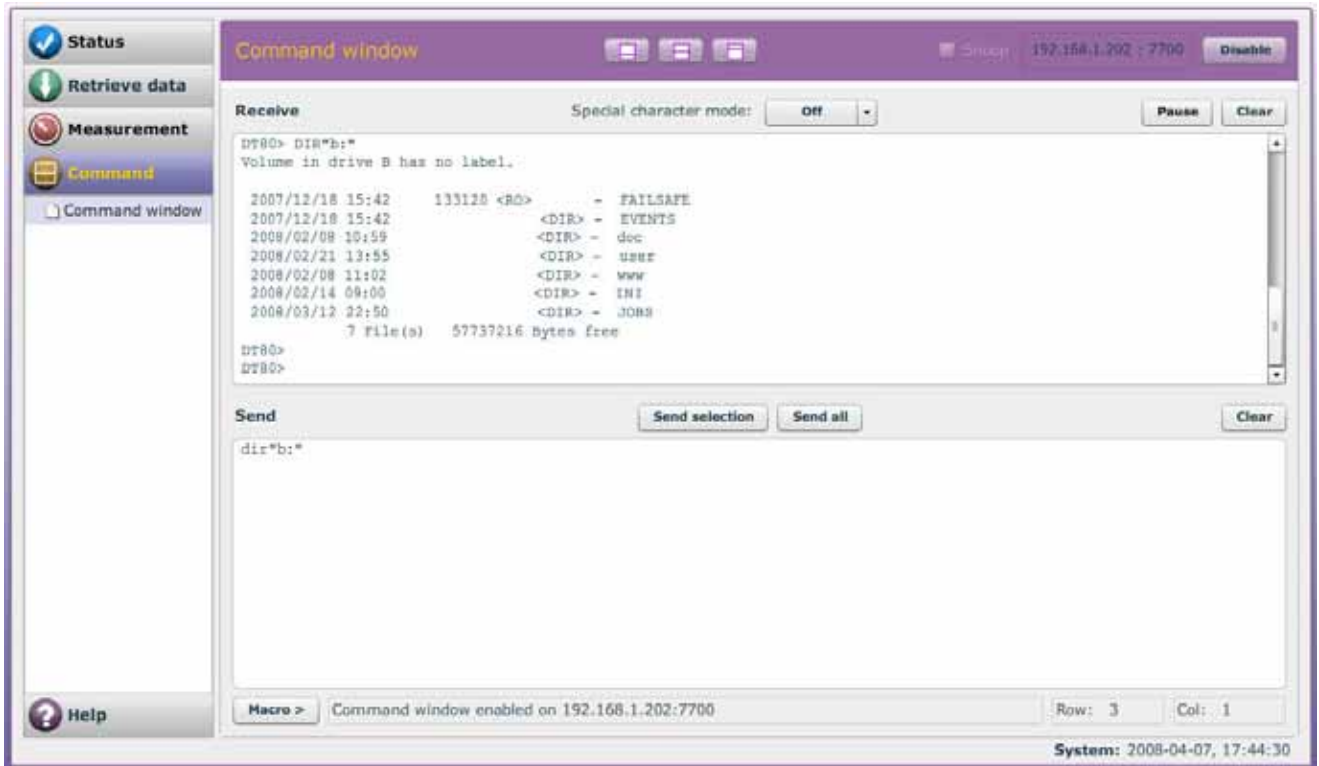 Status
Retrieve data
Measurement
Command
Command window
Help
Command window
Snoop 192.168.1.202 : 7700 Disable
Receive Special character mode: Off Pause Clear
DT80> DIR"b:"
Volume in drive B has no label.
2007/12/18 15:42 133120 <RO> - FAILSAFE
2007/12/18 15:42 <DIR> - EVENTS
2008/02/08 10:59 <DIR> - doc
2008/02/21 13:55 <DIR> - user
2008/02/08 11:02 <DIR> - www
2008/02/14 09:00 <DIR> - INI
2008/03/12 22:50 <DIR> - JOBS
7 File(s) 57737216 Bytes free
DT80>
DT80>
Send Send selection Send all Clear
dir"b:"
Macro > Command window enabled on 192.168.1.202:7700 Row: 3 Col: 1
System: 2008-04-07, 17:44:30